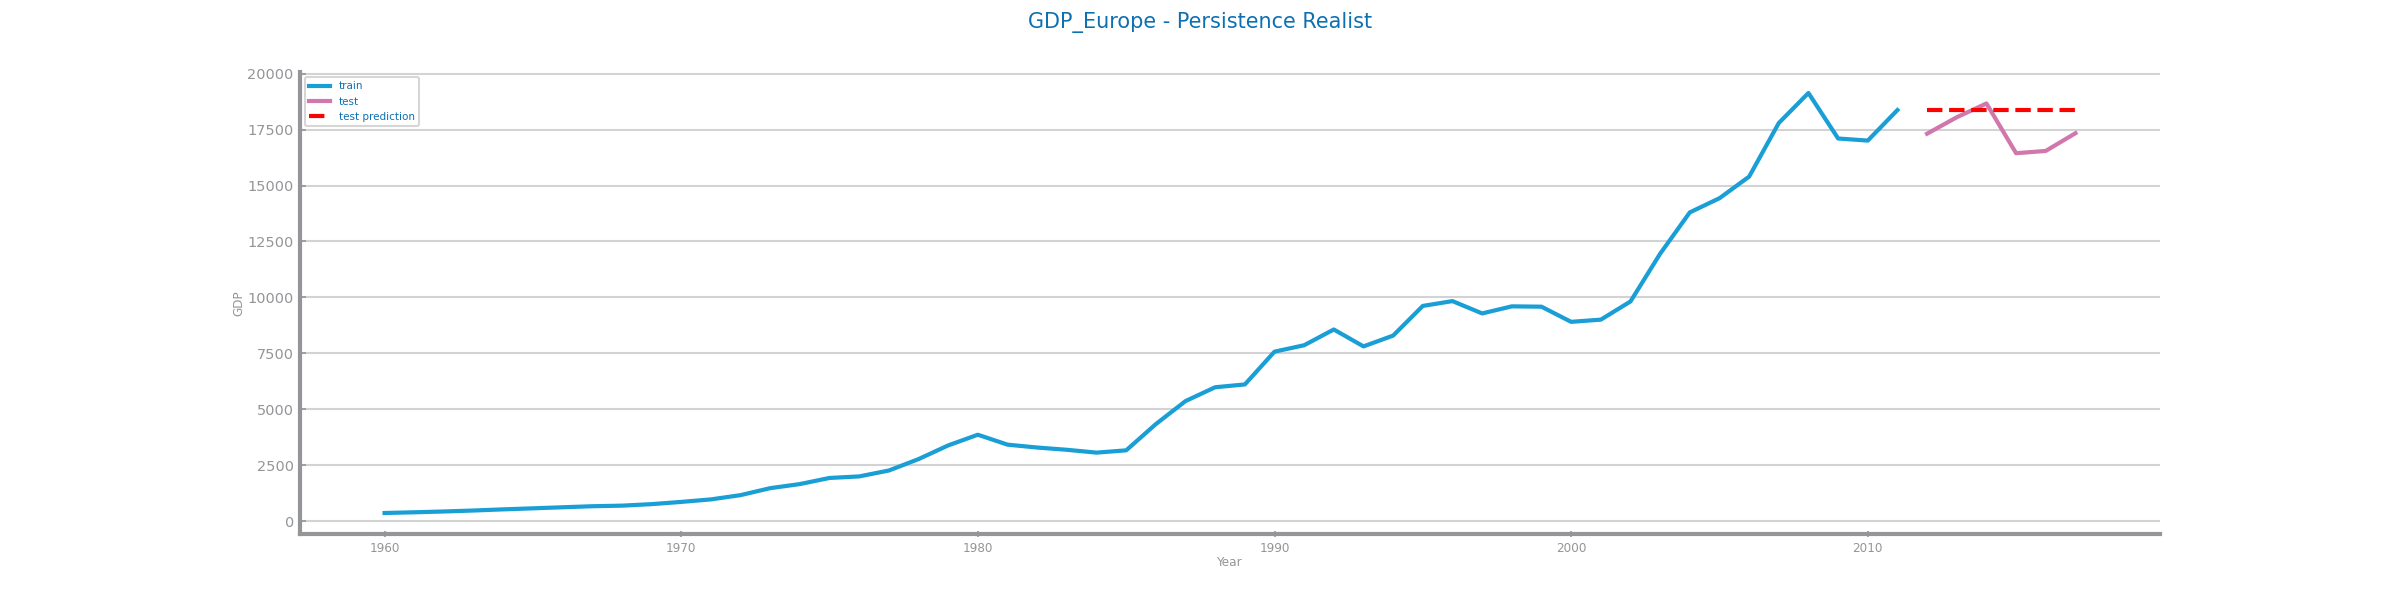 GDP_Europe - Persistence Realist
train
test
test prediction
20000
17500
15000
12500
10000
7500
5000
2500
0
GDP
1960 1970 1980 1990 2000 2010
Year